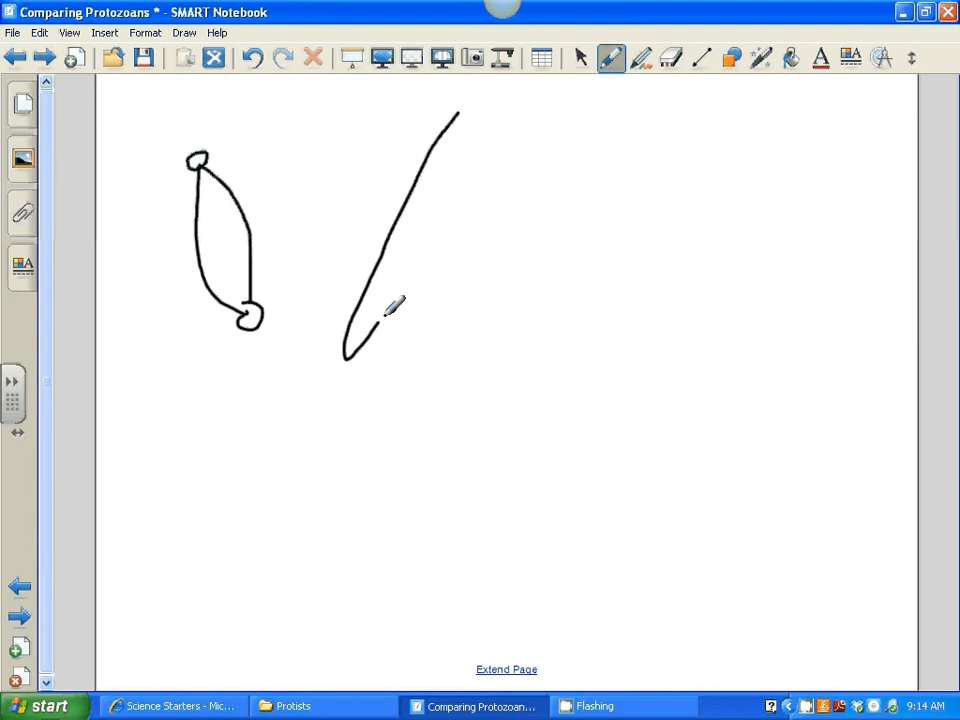 Comparing Protozoans * - SMART Notebook
File Edit View Insert Format Draw Help
Extend Page
start Science Starters - Mic... Protists Comparing Protozoan... Flashing 9:14 AM